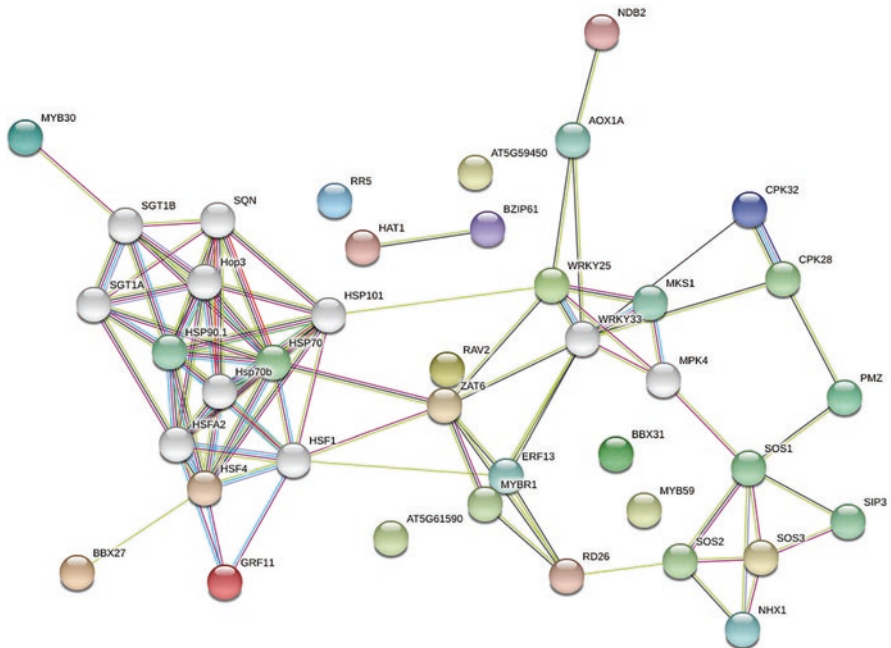 NDB2
MYB30
AOX1A
AT5G59450
RR5
CPK32
SGT1B
SQN
BZIP61
HAT1
CPK28
WRKY25
Hop3
MKS1
SGT1A
HSP101
WRKY33
HSP90.1
HSP70
RAV2
MPK4
Hsp70b
ZAT6
PMZ
HSFA2
HSF1
ERF13
BBX31
SOS1
HSF4
MYBR1
MYB59
SIP3
AT5G61590
SOS2
SOS3
BBX27
GRF11
RD26
NHX1